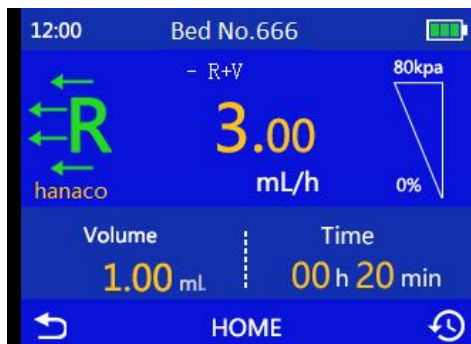 12:00 Bed No.666
- R+V 80kpa
R 3.00
hanaco mL/h 0%
Volume Time
1.00 mL 00 h 20 min
HOME